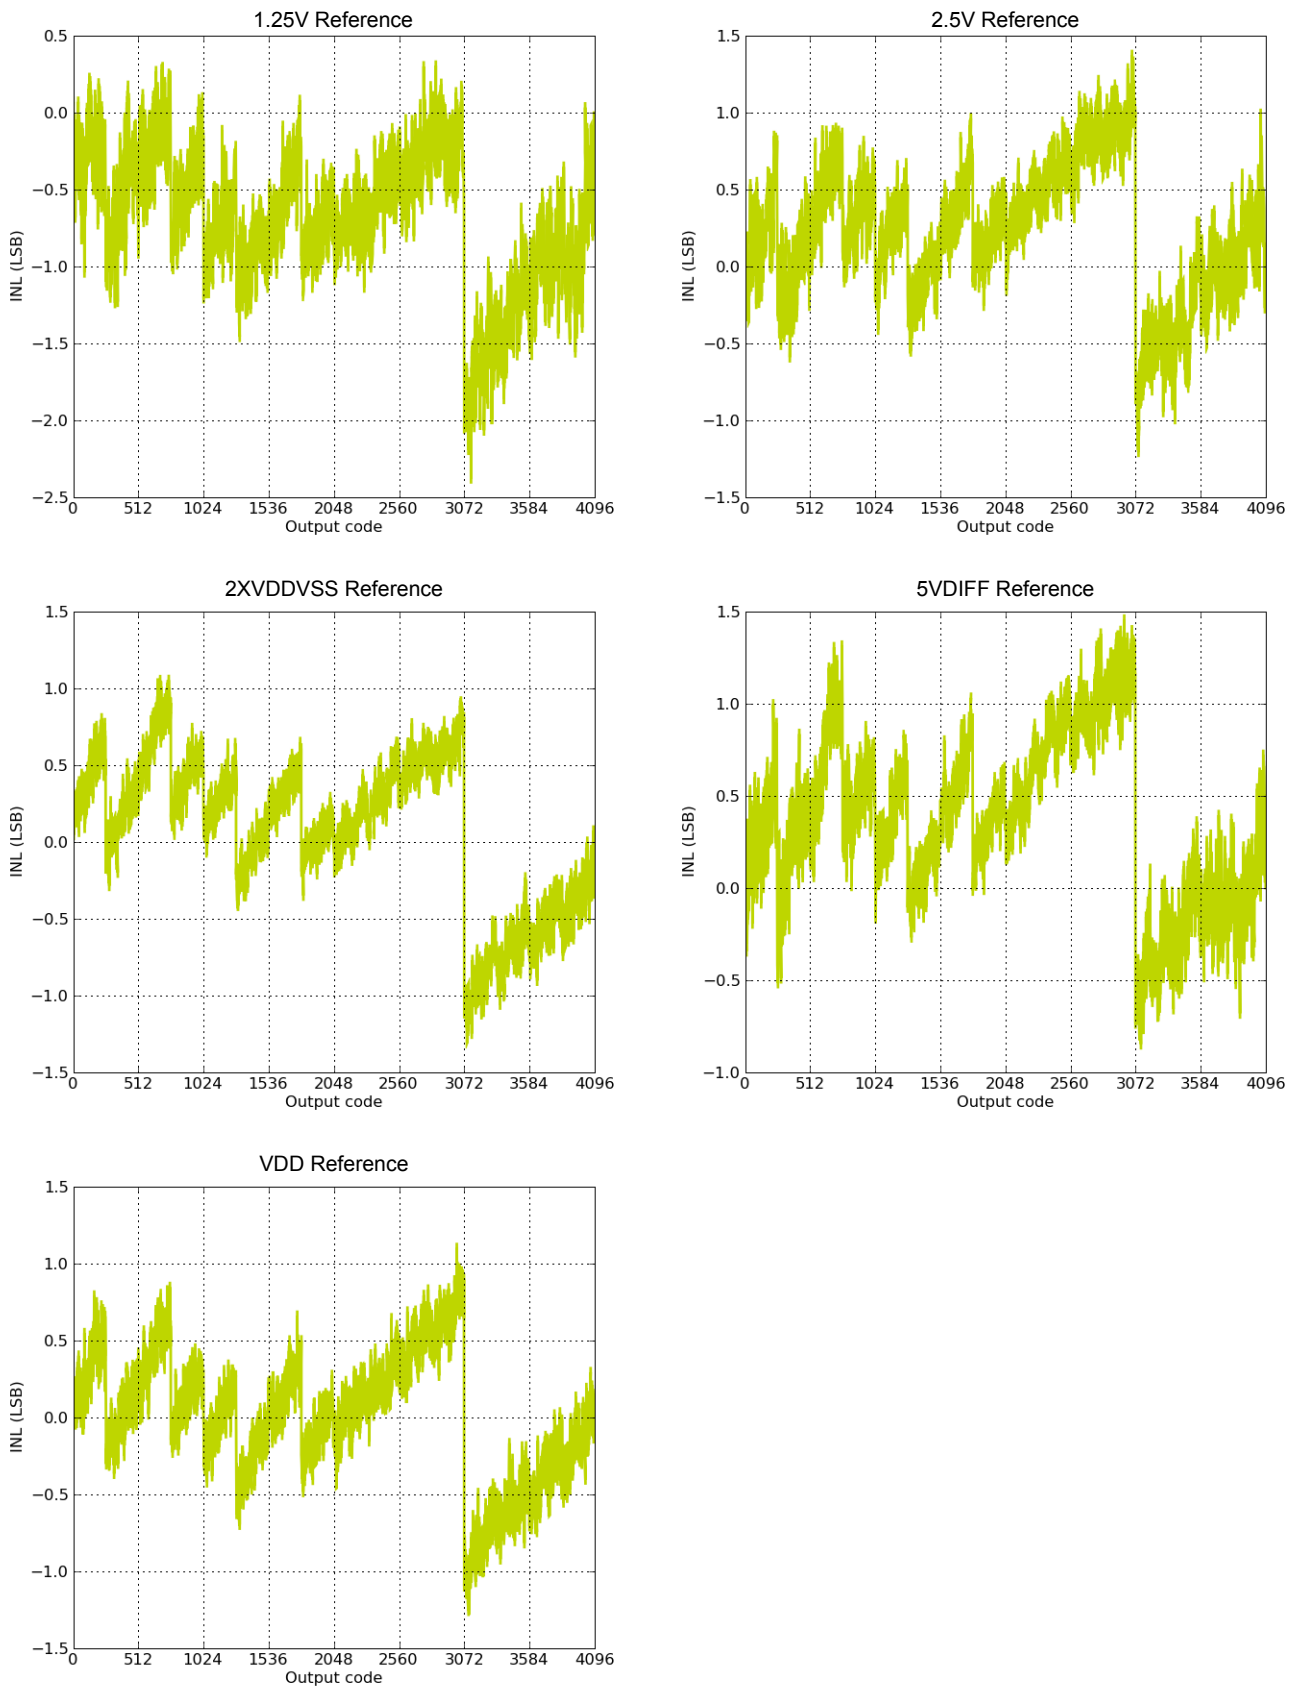 1.25V Reference
0.5
0.0
−0.5
−1.0
−1.5
−2.0
−2.5
INL (LSB)
0 512 1024 1536 2048 2560 3072 3584 4096
Output code
2.5V Reference
1.5
1.0
0.5
0.0
−0.5
−1.0
−1.5
INL (LSB)
0 512 1024 1536 2048 2560 3072 3584 4096
Output code
2XVDDVSS Reference
1.5
1.0
0.5
0.0
−0.5
−1.0
−1.5
INL (LSB)
0 512 1024 1536 2048 2560 3072 3584 4096
Output code
5VDIFF Reference
1.5
1.0
0.5
0.0
−0.5
−1.0
INL (LSB)
0 512 1024 1536 2048 2560 3072 3584 4096
Output code
VDD Reference
1.5
1.0
0.5
0.0
−0.5
−1.0
−1.5
INL (LSB)
0 512 1024 1536 2048 2560 3072 3584 4096
Output code